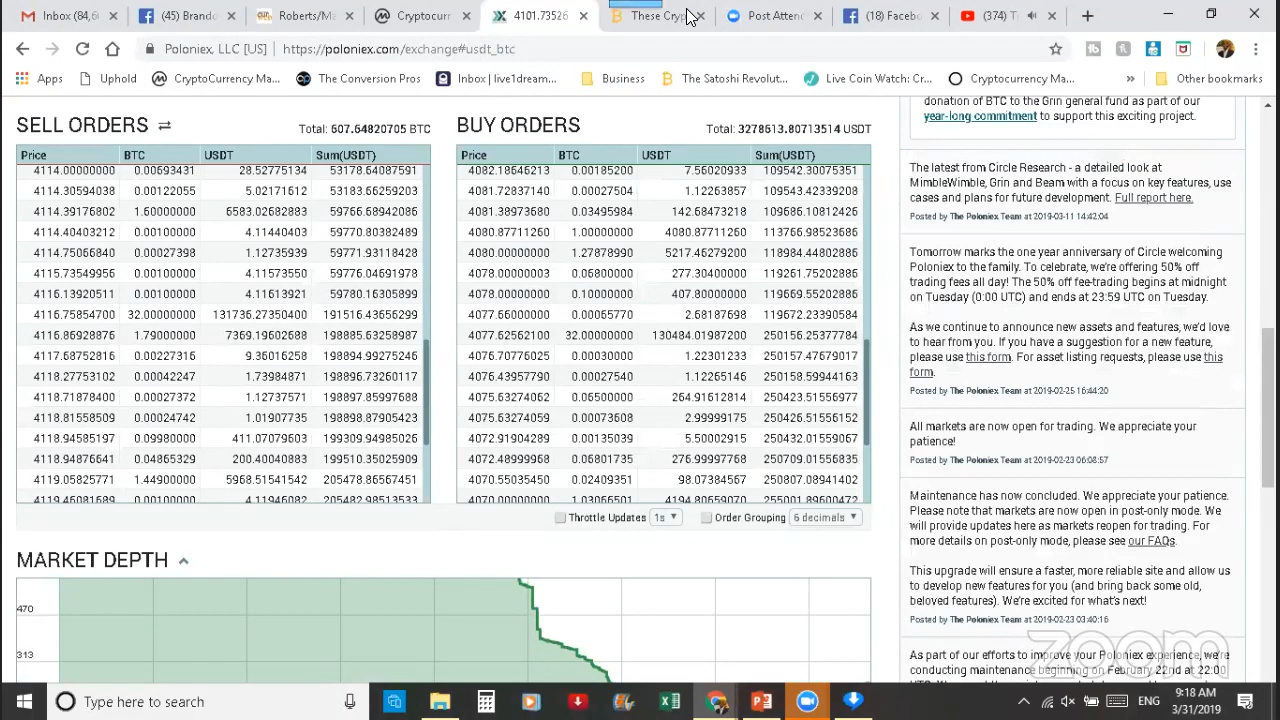 Inbox (84,6
(45) Brando
Roberts/M
Cryptocurr
4101.73526
These Cryp
Post Atten
(18) Facebo
(374) T
Poloniex, LLC [US]
https://poloniex.com/exchange#usdt_btc
Apps
Uphold
CryptoCurrency Ma...
The Conversion Pros
Inbox | live1dream...
Business
The Satoshi Revolut...
Live Coin Watch: Cr...
Cryptocurrency Ma...
Other bookmarks
SELL ORDERS
Total: 607.64820705 BTC
Price BTC USDT Sum(USDT)
4114.00000000 0.00693431 28.52775134 53178.64087591
4114.30594038 0.00122055 5.02171612 53183.66259203
4114.39176802 1.60000000 6583.02682883 59766.68942086
4114.40403212 0.00100000 4.11440403 59770.80382489
4114.75066840 0.00027398 1.12735939 59771.93118428
4115.73549956 0.00100000 4.11573550 59776.04691978
4116.13920511 0.00100000 4.11613921 59780.16305899
4116.75854700 32.00000000 131736.27350400 191516.43656299
4116.86928876 1.79000000 7369.19602688 198885.63258987
4117.68752816 0.00227316 9.36016258 198894.99275246
4118.27753102 0.00042247 1.73984871 198896.73260117
4118.71878400 0.00027372 1.12737571 198897.85997688
4118.81558509 0.00024742 1.01907735 198898.87905423
4118.94585197 0.09980000 411.07079603 199309.94985026
4118.94876641 0.04865329 200.40040883 199510.35025909
4119.05825771 1.44900000 5968.51541542 205478.86567451
4119.46081689 0.00100000 4.11946082 205482.98513533
BUY ORDERS
Total: 3278613.80713514 USDT
Price BTC USDT Sum(USDT)
4082.18646213 0.00185200 7.56020933 109542.30075351
4081.72837140 0.00027504 1.12263857 109543.42339208
4081.38973680 0.03495984 142.68473218 109686.10812426
4080.87711260 1.00000000 4080.87711260 113766.98523686
4080.00000000 1.27878990 5217.46279200 118984.44802886
4078.00000003 0.06800000 277.30400000 119261.75202886
4078.00000000 0.10000000 407.80000000 119669.55202886
4077.66000000 0.00065770 2.68187698 119672.23390584
4077.62562100 32.00000000 130484.01987200 250156.25377784
4076.70776025 0.00030000 1.22301233 250157.47679017
4076.43957790 0.00027540 1.12265146 250158.59944163
4075.63274062 0.06500000 264.91612814 250423.51556977
4075.63274059 0.00073608 2.99999175 250426.51556152
4072.91904289 0.00135039 5.50002915 250432.01559067
4072.48999968 0.06801735 276.99997768 250709.01556835
4070.55035450 0.02409351 98.07384567 250807.08941402
4070.00000000 1.03066501 4194.80659070 255001.89600472
Throttle Updates 1s
Order Grouping 6 decimals
MARKET DEPTH
470
313
donation of BTC to the Grin general fund as part of our
year-long commitment to support this exciting project.
The latest from Circle Research - a detailed look at
MimbleWimble, Grin and Beam with a focus on key features, use
cases and plans for future development. Full report here.
Posted by The Poloniex Team at 2019-03-11 14:42:04
Tomorrow marks the one year anniversary of Circle welcoming
Poloniex to the family. To celebrate, we're offering 50% off
trading fees all day! The 50% off fee-trading begins at midnight
on Tuesday (0:00 UTC) and ends at 23:59 UTC on Tuesday.
As we continue to announce new assets and features, we'd love
to hear from you. If you have a suggestion for a new feature,
please use this form. For asset listing requests, please use this
form.
Posted by The Poloniex Team at 2019-02-25 16:44:20
All markets are now open for trading. We appreciate your
patience!
Posted by The Poloniex Team at 2019-02-23 06:08:57
Maintenance has now concluded. We appreciate your patience.
Please note that markets are now open in post-only mode. We
will provide updates here as markets reopen for trading. For
more details on post-only mode, please see our FAQs.
This upgrade will ensure a faster, more reliable site and allow us
to develop new features for you (and bring back some old,
beloved features). We're excited for what's next!
Posted by The Poloniex Team at 2019-02-23 03:40:16
As part of our efforts to improve your Poloniex experience, we're
conducting maintenance beginning on February 22nd at 22:00
zoom
Type here to search
ENG
9:18 AM
3/31/2019